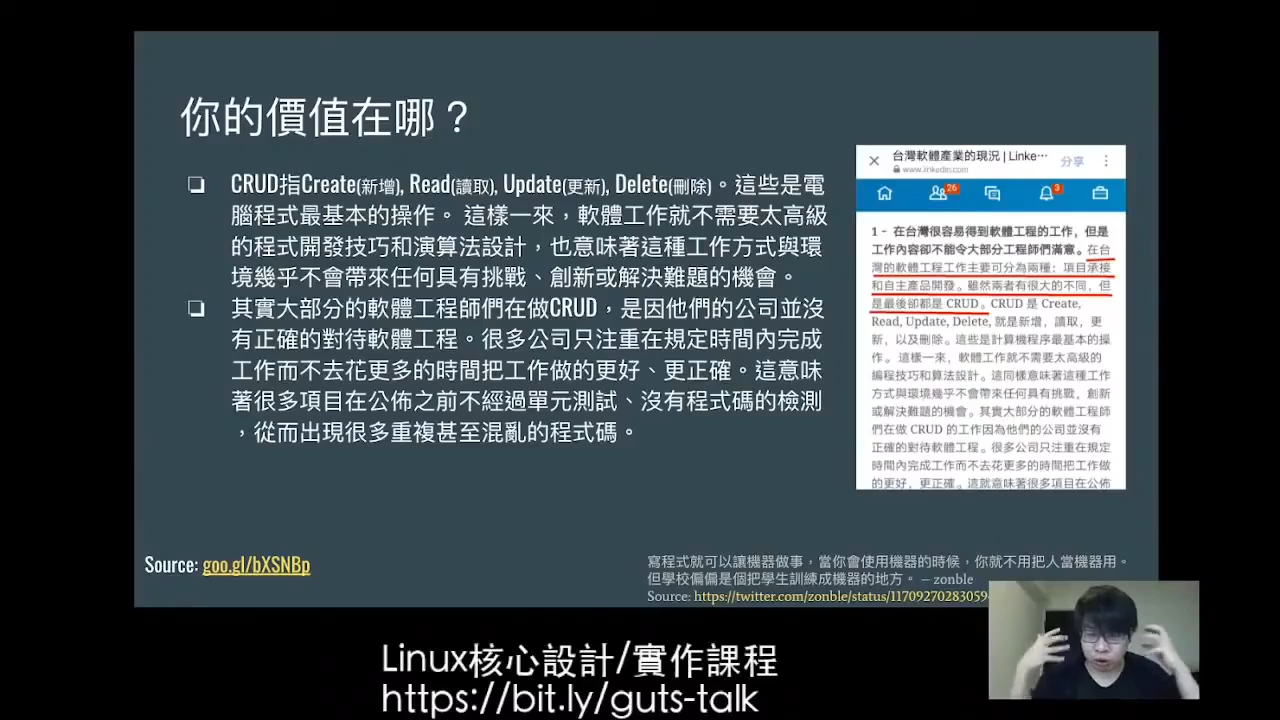 你的價值在哪？
❏ CRUD指Create(新增), Read(讀取), Update(更新), Delete(刪除)。這些是電
腦程式最基本的操作。 這樣一來，軟體工作就不需要太高級
的程式開發技巧和演算法設計，也意味著這種工作方式與環
境幾乎不會帶來任何具有挑戰、創新或解決難題的機會。
❏ 其實大部分的軟體工程師們在做CRUD，是因他們的公司並沒
有正確的對待軟體工程。很多公司只注重在規定時間內完成
工作而不去花更多的時間把工作做的更好、更正確。這意味
著很多項目在公佈之前不經過單元測試、沒有程式碼的檢測
，從而出現很多重複甚至混亂的程式碼。
台灣軟體產業的現況 | Linke⋯ 分享
www.linkedin.com
26 3
1 - 在台灣很容易得到軟體工程的工作，但是
工作內容卻不能令大部分工程師們滿意。在台
灣的軟體工程工作主要可分為兩種：項目承接
和自主產品開發。雖然兩者有很大的不同，但
是最後卻都是 CRUD。CRUD 是 Create,
Read, Update, Delete, 就是新增，讀取，更
新，以及刪除。這些是計算機程序最基本的操
作。 這樣一來，軟體工作就不需要太高級的
編程技巧和算法設計。這同樣意味著這種工作
方式與環境幾乎不會帶來任何具有挑戰，創新
或解決難題的機會。其實大部分的軟體工程師
們在做 CRUD 的工作因為他們的公司並沒有
正確的對待軟體工程。很多公司只注重在規定
時間內完成工作而不去花更多的時間把工作做
的更好，更正確。這就意味著很多項目在公佈
Source: goo.gl/bXSNBp
寫程式就可以讓機器做事，當你會使用機器的時候，你就不用把人當機器用。
但學校偏偏是個把學生訓練成機器的地方。 – zonble
Source: https://twitter.com/zonble/status/1170927028305
Linux核心設計/實作課程
https://bit.ly/guts-talk